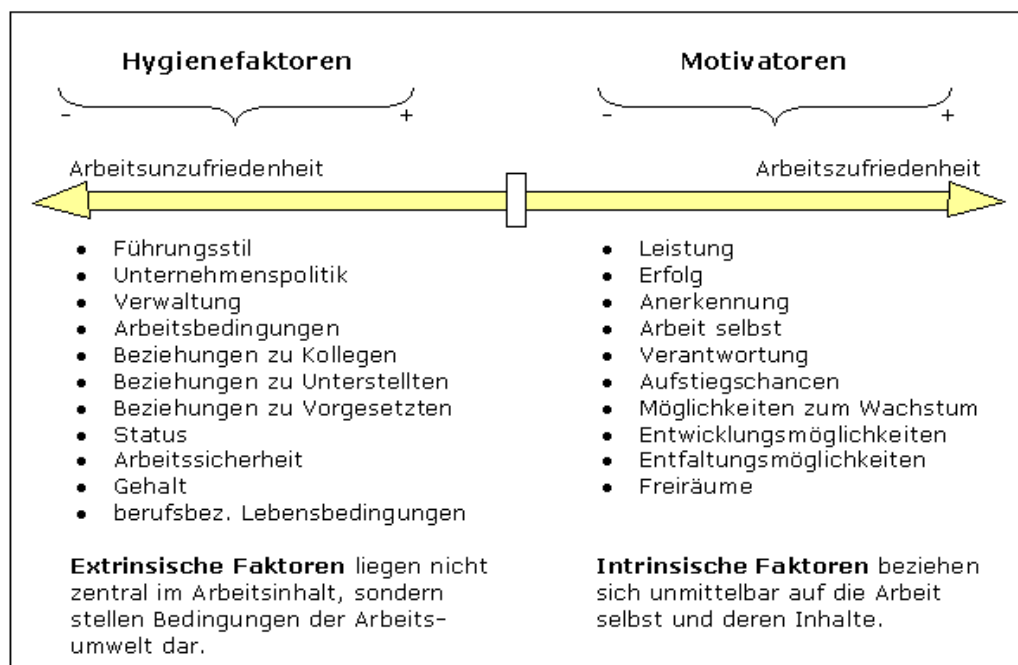 Hygienefaktoren
Motivatoren
- +
- +
Arbeitsunzufriedenheit
Arbeitszufriedenheit
• Führungsstil
• Unternehmenspolitik
• Verwaltung
• Arbeitsbedingungen
• Beziehungen zu Kollegen
• Beziehungen zu Unterstellten
• Beziehungen zu Vorgesetzten
• Status
• Arbeitssicherheit
• Gehalt
• berufsbez. Lebensbedingungen
Extrinsische Faktoren liegen nicht
zentral im Arbeitsinhalt, sondern
stellen Bedingungen der Arbeits-
umwelt dar.
• Leistung
• Erfolg
• Anerkennung
• Arbeit selbst
• Verantwortung
• Aufstiegschancen
• Möglichkeiten zum Wachstum
• Entwicklungsmöglichkeiten
• Entfaltungsmöglichkeiten
• Freiräume
Intrinsische Faktoren beziehen
sich unmittelbar auf die Arbeit
selbst und deren Inhalte.